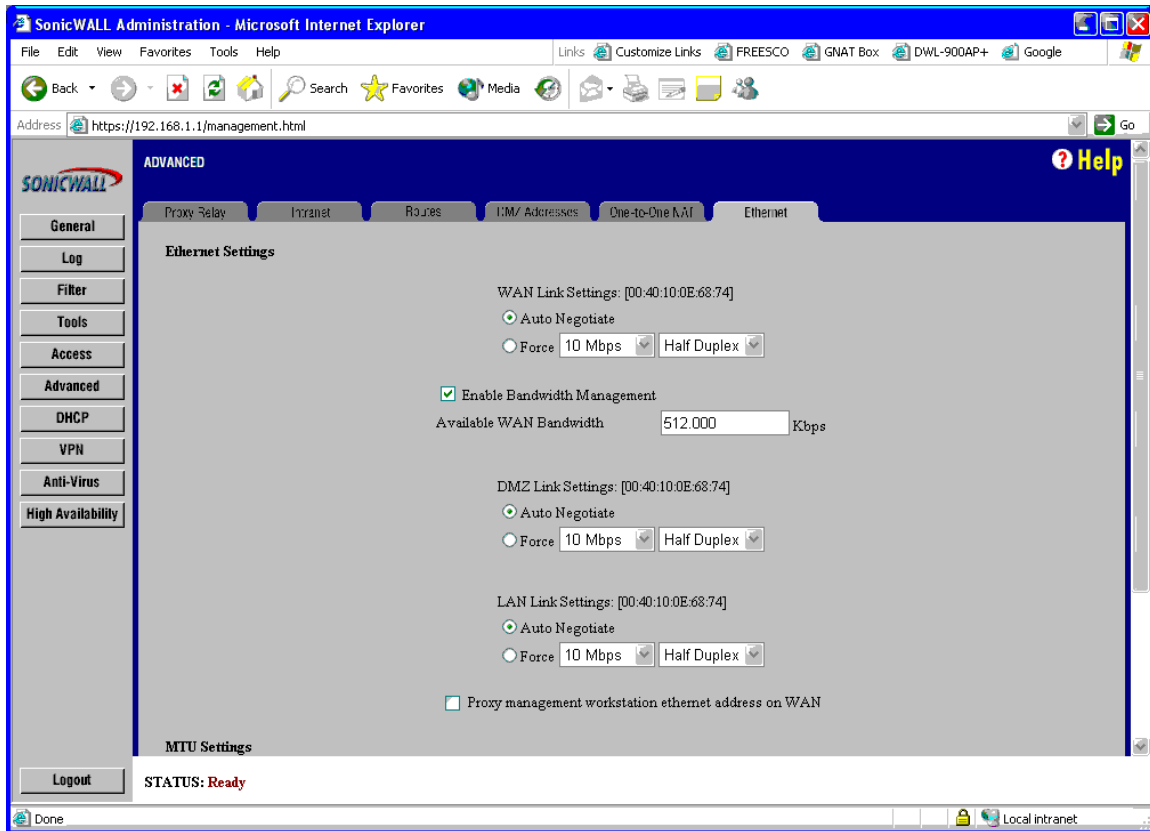 SonicWALL Administration - Microsoft Internet Explorer
File Edit View Favorites Tools Help Links Customize Links FREESCO GNAT Box DWL-900AP+ Google
Back Search Favorites Media
Address https://192.168.1.1/management.html Go
SONICWALL
ADVANCED
Help
Proxy Relay Intranet Routes DMZ Addresses One-to-One NAT Ethernet
General
Log
Filter
Tools
Access
Advanced
DHCP
VPN
Anti-Virus
High Availability
Logout
Ethernet Settings
WAN Link Settings: [00:40:10:0E:68:74]
Auto Negotiate
Force 10 Mbps Half Duplex
Enable Bandwidth Management
Available WAN Bandwidth 512.000 Kbps
DMZ Link Settings: [00:40:10:0E:68:74]
Auto Negotiate
Force 10 Mbps Half Duplex
LAN Link Settings: [00:40:10:0E:68:74]
Auto Negotiate
Force 10 Mbps Half Duplex
Proxy management workstation ethernet address on WAN
MTU Settings
STATUS: Ready
Done Local intranet